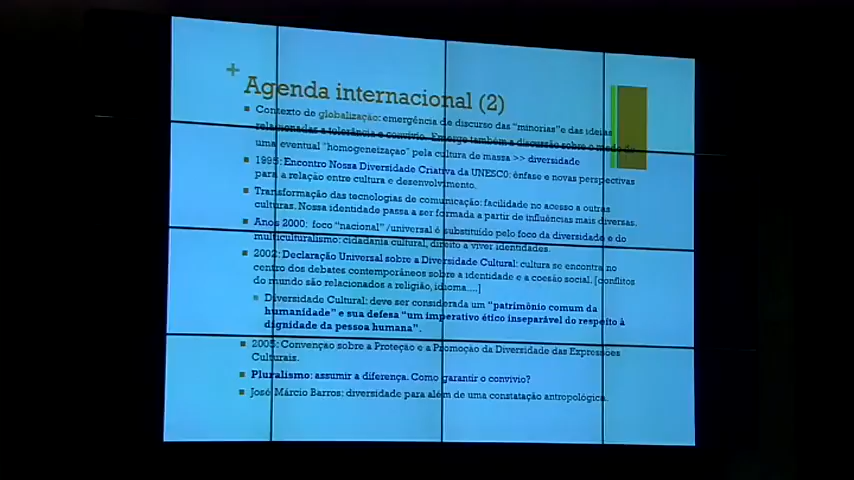 +
Agenda internacional (2)
Contexto de globalização: emergência de discurso das "minorias" e das ideias
relacionadas a tolerância e convívio. Emerge também a discussão sobre o medo de
uma eventual "homogeneização" pela cultura de massa >> diversidade
1995: Encontro Nossa Diversidade Criativa da UNESCO: ênfase e novas perspectivas
para a relação entre cultura e desenvolvimento.
Transformação das tecnologias de comunicação: facilidade no acesso a outras
culturas. Nossa identidade passa a ser formada a partir de influências mais diversas.
Anos 2000: foco "nacional"/universal é substituído pelo foco da diversidade e do
multiculturalismo: cidadania cultural, direito a viver identidades.
2002: Declaração Universal sobre a Diversidade Cultural: cultura se encontra no
centro dos debates contemporâneos sobre a identidade e a coesão social. [conflitos
do mundo são relacionados a religião, idioma....]
Diversidade Cultural: deve ser considerada um "patrimônio comum da
humanidade" e sua defesa "um imperativo ético inseparável do respeito à
dignidade da pessoa humana".
2005: Convenção sobre a Proteção e a Promoção da Diversidade das Expressões
Culturais.
Pluralismo: assumir a diferença. Como garantir o convívio?
José Márcio Barros: diversidade para além de uma constatação antropológica.